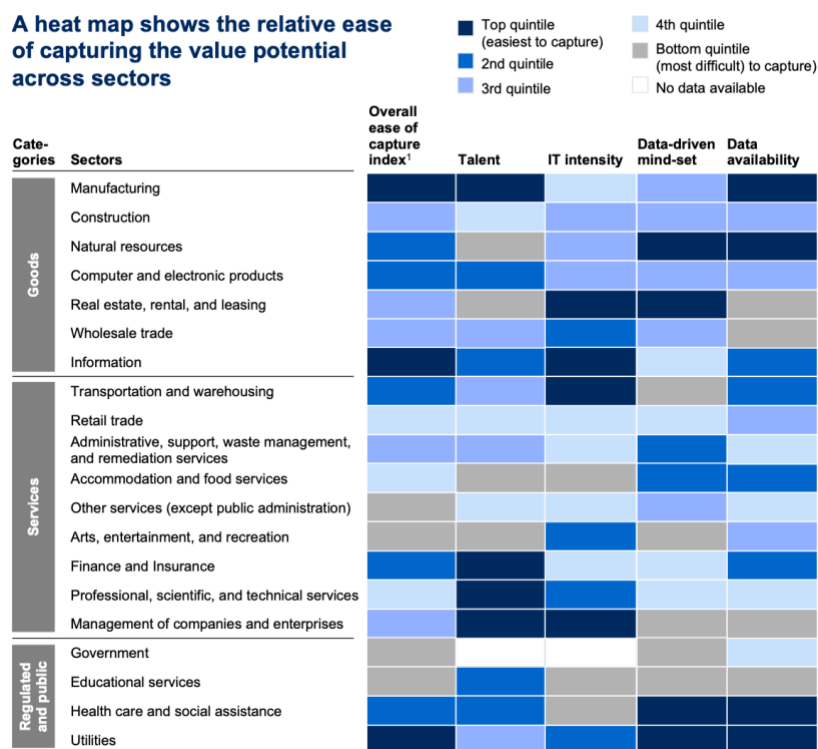 A heat map shows the relative ease
of capturing the value potential
across sectors
Top quintile
(easiest to capture)
2nd quintile
3rd quintile
4th quintile
Bottom quintile
(most difficult) to capture)
No data available
Cate-
gories
Sectors
Overall
ease of
capture
index¹
Talent
IT intensity
Data-driven
mind-set
Data
availability
Goods
Manufacturing
Construction
Natural resources
Computer and electronic products
Real estate, rental, and leasing
Wholesale trade
Information
Services
Transportation and warehousing
Retail trade
Administrative, support, waste management,
and remediation services
Accommodation and food services
Other services (except public administration)
Arts, entertainment, and recreation
Finance and Insurance
Professional, scientific, and technical services
Management of companies and enterprises
Regulated
and public
Government
Educational services
Health care and social assistance
Utilities